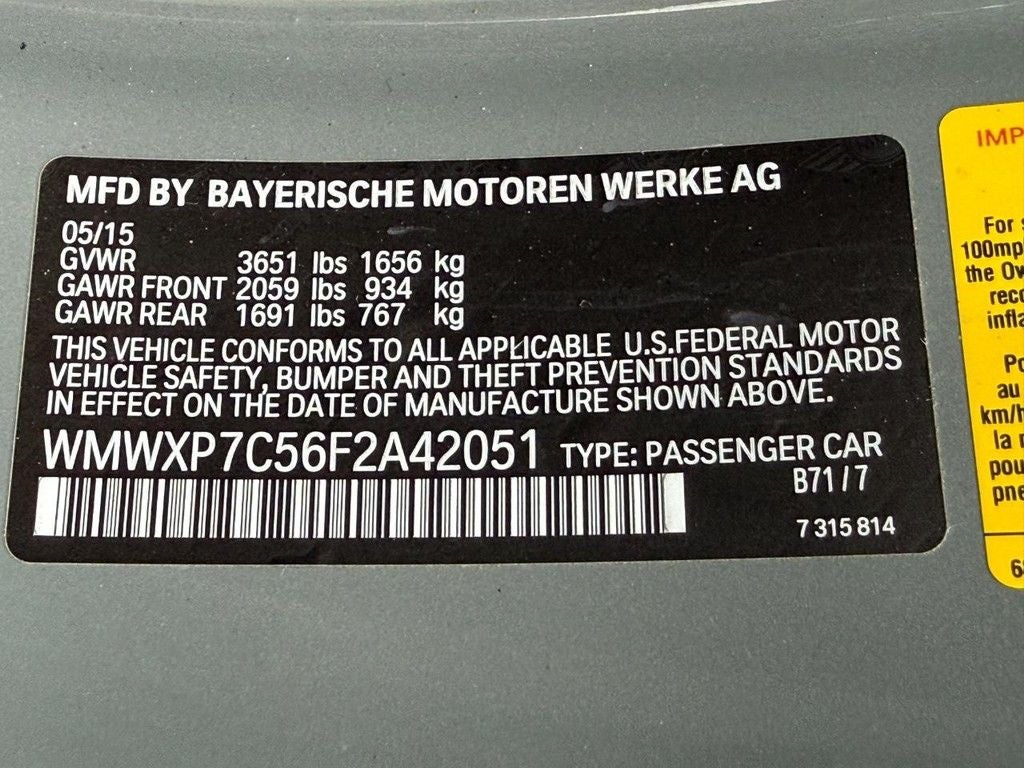 MFD BY BAYERISCHE MOTOREN WERKE AG
05/15
GVWR 3651 lbs 1656 kg
GAWR FRONT 2059 lbs 934 kg
GAWR REAR 1691 lbs 767 kg
THIS VEHICLE CONFORMS TO ALL APPLICABLE U.S.FEDERAL MOTOR
VEHICLE SAFETY, BUMPER AND THEFT PREVENTION STANDARDS
IN EFFECT ON THE DATE OF MANUFACTURE SHOWN ABOVE.
WMWXP7C56F2A42051 TYPE: PASSENGER CAR
B71/7
7 315 814
IMP
For
100mp
the Ow
reco
infla
Po
au
km/h
la
pou
pne
68